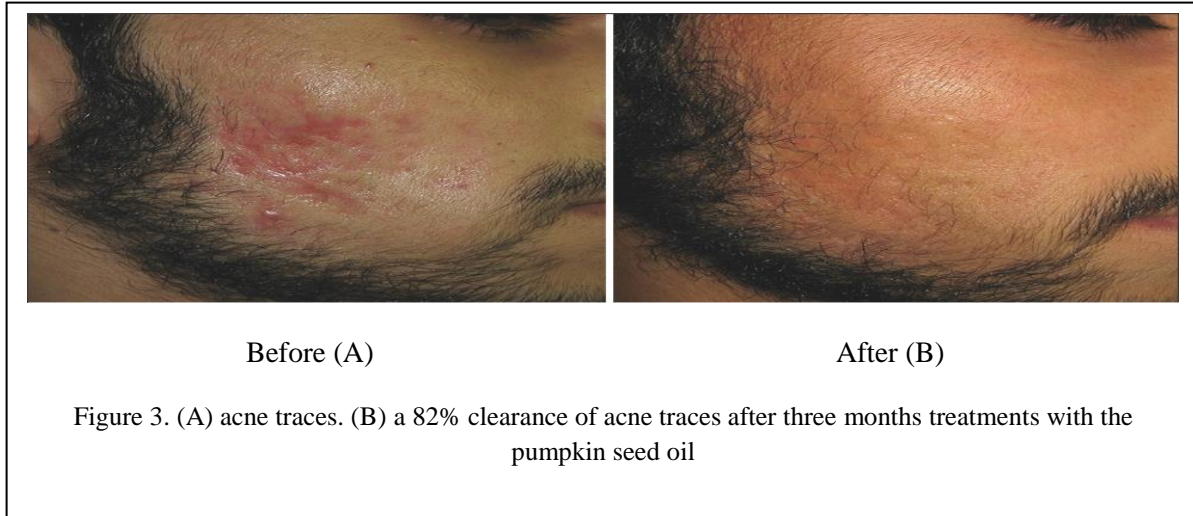 Before (A)
After (B)
Figure 3. (A) acne traces. (B) a 82% clearance of acne traces after three months treatments with the
pumpkin seed oil